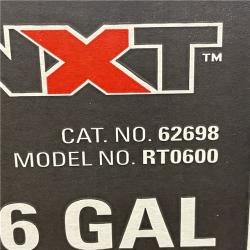 NXT™
CAT. NO. 62698
MODEL NO. RT0600
6 GAL